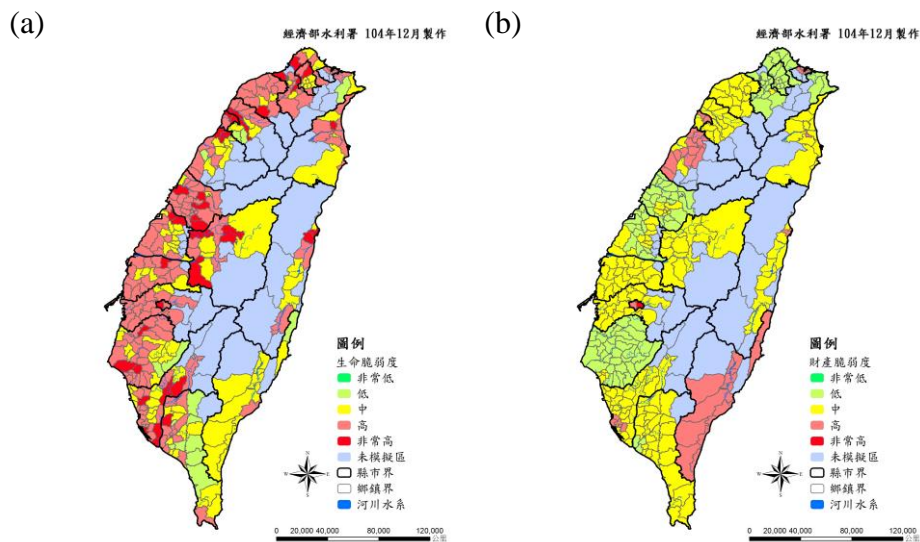 (a)
經濟部水利署 104年12月製作
圖例
生命脆弱度
非常低
低
中
高
非常高
未模擬區
縣市界
鄉鎮界
河川水系
N
W
E
S
0 20,000 40,000 80,000 120,000
公里
(b)
經濟部水利署 104年12月製作
圖例
財產脆弱度
非常低
低
中
高
非常高
未模擬區
縣市界
鄉鎮界
河川水系
N
W
E
S
0 20,000 40,000 80,000 120,000
公里